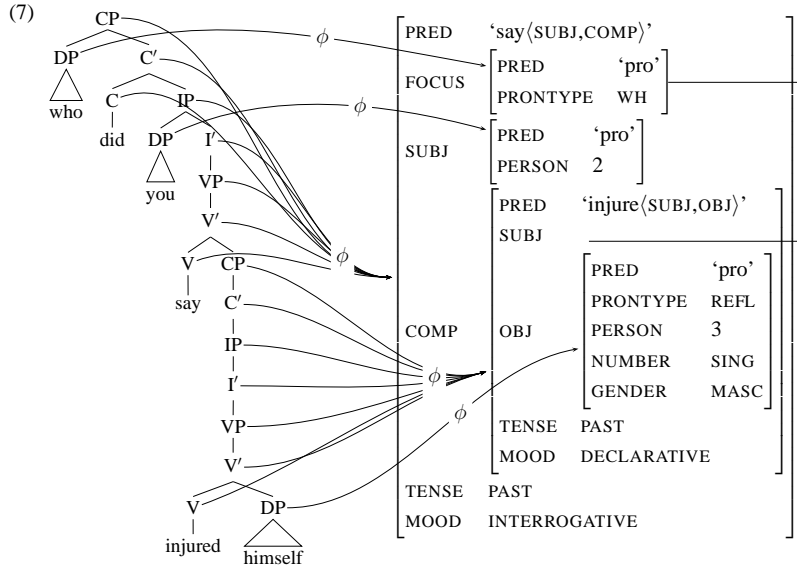 (7)
CP
DP C′
who
C IP
did
DP I′
you
VP
V′
V CP
say
C′
IP
I′
VP
V′
V DP
injured
himself
ϕ
ϕ
ϕ
ϕ
ϕ
PRED ‘say⟨SUBJ,COMP⟩’
FOCUS
PRED ‘pro’
PRONTYPE WH
SUBJ
PRED ‘pro’
PERSON 2
COMP
PRED ‘injure⟨SUBJ,OBJ⟩’
SUBJ
OBJ
PRED ‘pro’
PRONTYPE REFL
PERSON 3
NUMBER SING
GENDER MASC
TENSE PAST
MOOD DECLARATIVE
TENSE PAST
MOOD INTERROGATIVE